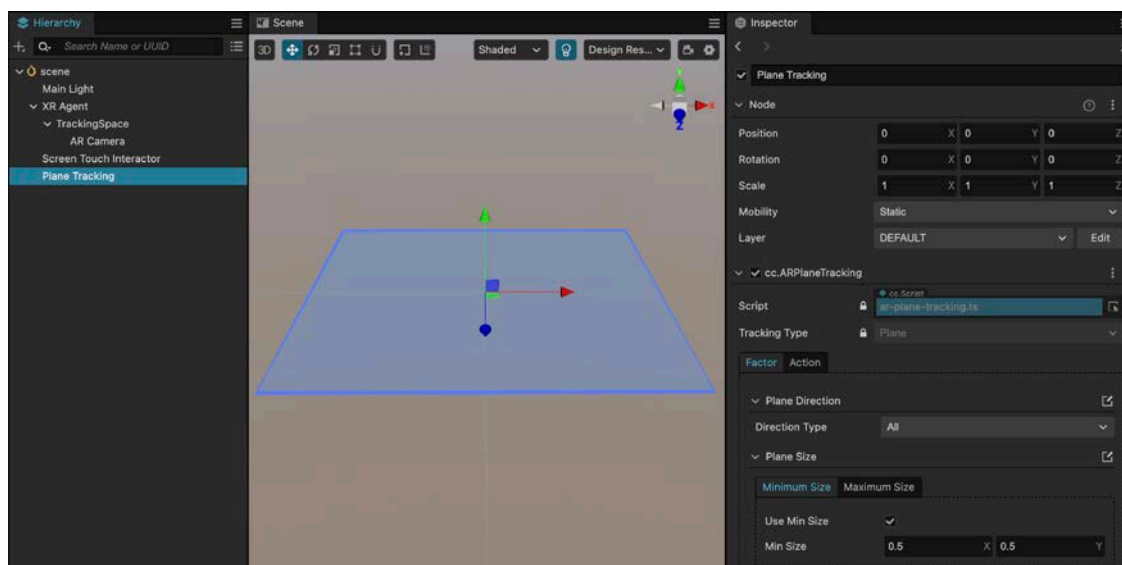 Hierarchy
Search Name or UUID
scene
Main Light
XR Agent
TrackingSpace
AR Camera
Screen Touch Interactor
Plane Tracking
Scene
3D
Shaded
Design Res...
Y
X
Z
Inspector
Plane Tracking
Node
Position 0 X 0 Y 0 Z
Rotation 0 X 0 Y 0 Z
Scale 1 X 1 Y 1 Z
Mobility Static
Layer DEFAULT Edit
cc.ARPlaneTracking
cc.Script
Script ar-plane-tracking.ts
Tracking Type Plane
Factor Action
Plane Direction
Direction Type All
Plane Size
Minimum Size Maximum Size
Use Min Size
Min Size 0.5 X 0.5 Y